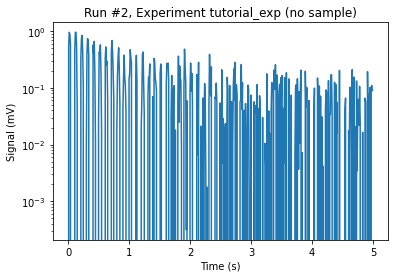 Run #2, Experiment tutorial_exp (no sample)
10⁰
10⁻¹
10⁻²
10⁻³
Signal (mV)
0 1 2 3 4 5
Time (s)